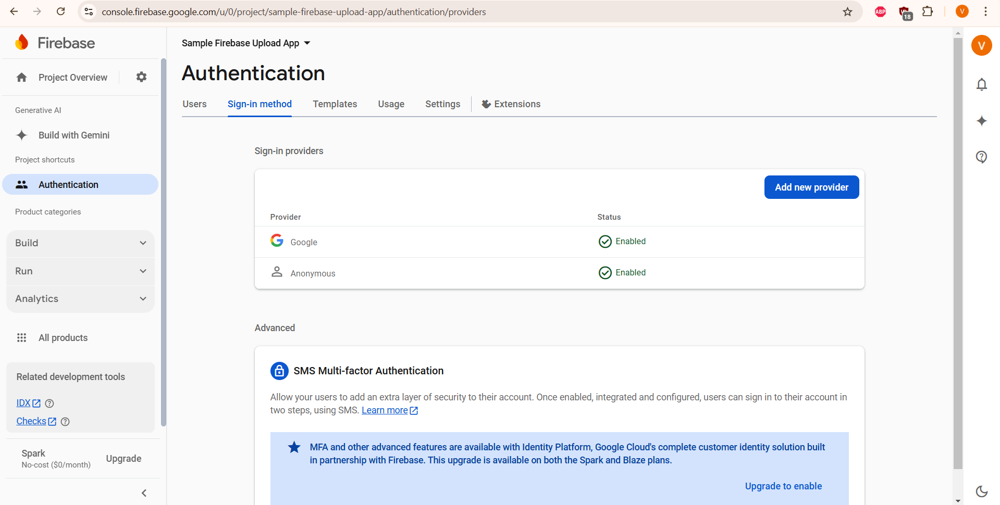 console.firebase.google.com/u/0/project/sample-firebase-upload-app/authentication/providers
ABP
18
V
Firebase
Project Overview
Generative AI
Build with Gemini
Project shortcuts
Authentication
Product categories
Build
Run
Analytics
All products
Related development tools
IDX
Checks
Spark
No-cost ($0/month)
Upgrade
Sample Firebase Upload App
Authentication
Users Sign-in method Templates Usage Settings Extensions
Sign-in providers
Add new provider
Provider Status
Google Enabled
Anonymous Enabled
Advanced
SMS Multi-factor Authentication
Allow your users to add an extra layer of security to their account. Once enabled, integrated and configured, users can sign in to their account in
two steps, using SMS. Learn more
MFA and other advanced features are available with Identity Platform, Google Cloud's complete customer identity solution built
in partnership with Firebase. This upgrade is available on both the Spark and Blaze plans.
Upgrade to enable
V